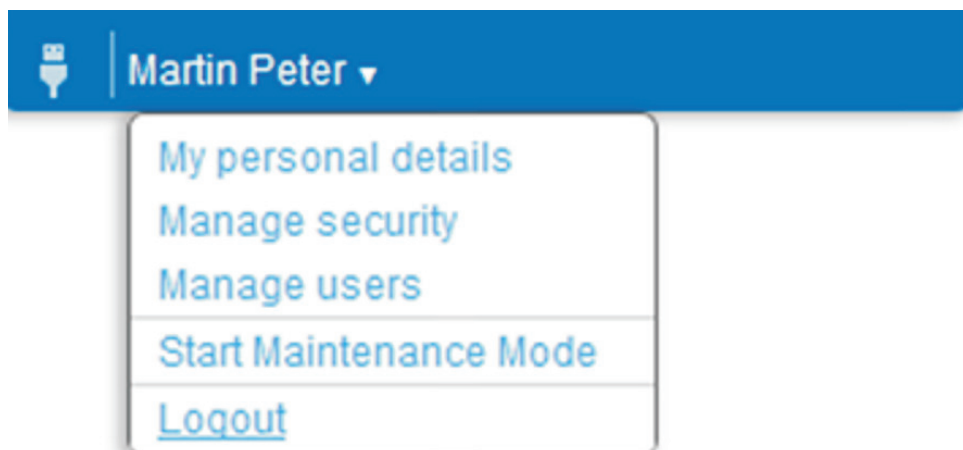 Martin Peter ▾
My personal details
Manage security
Manage users
Start Maintenance Mode
Logout